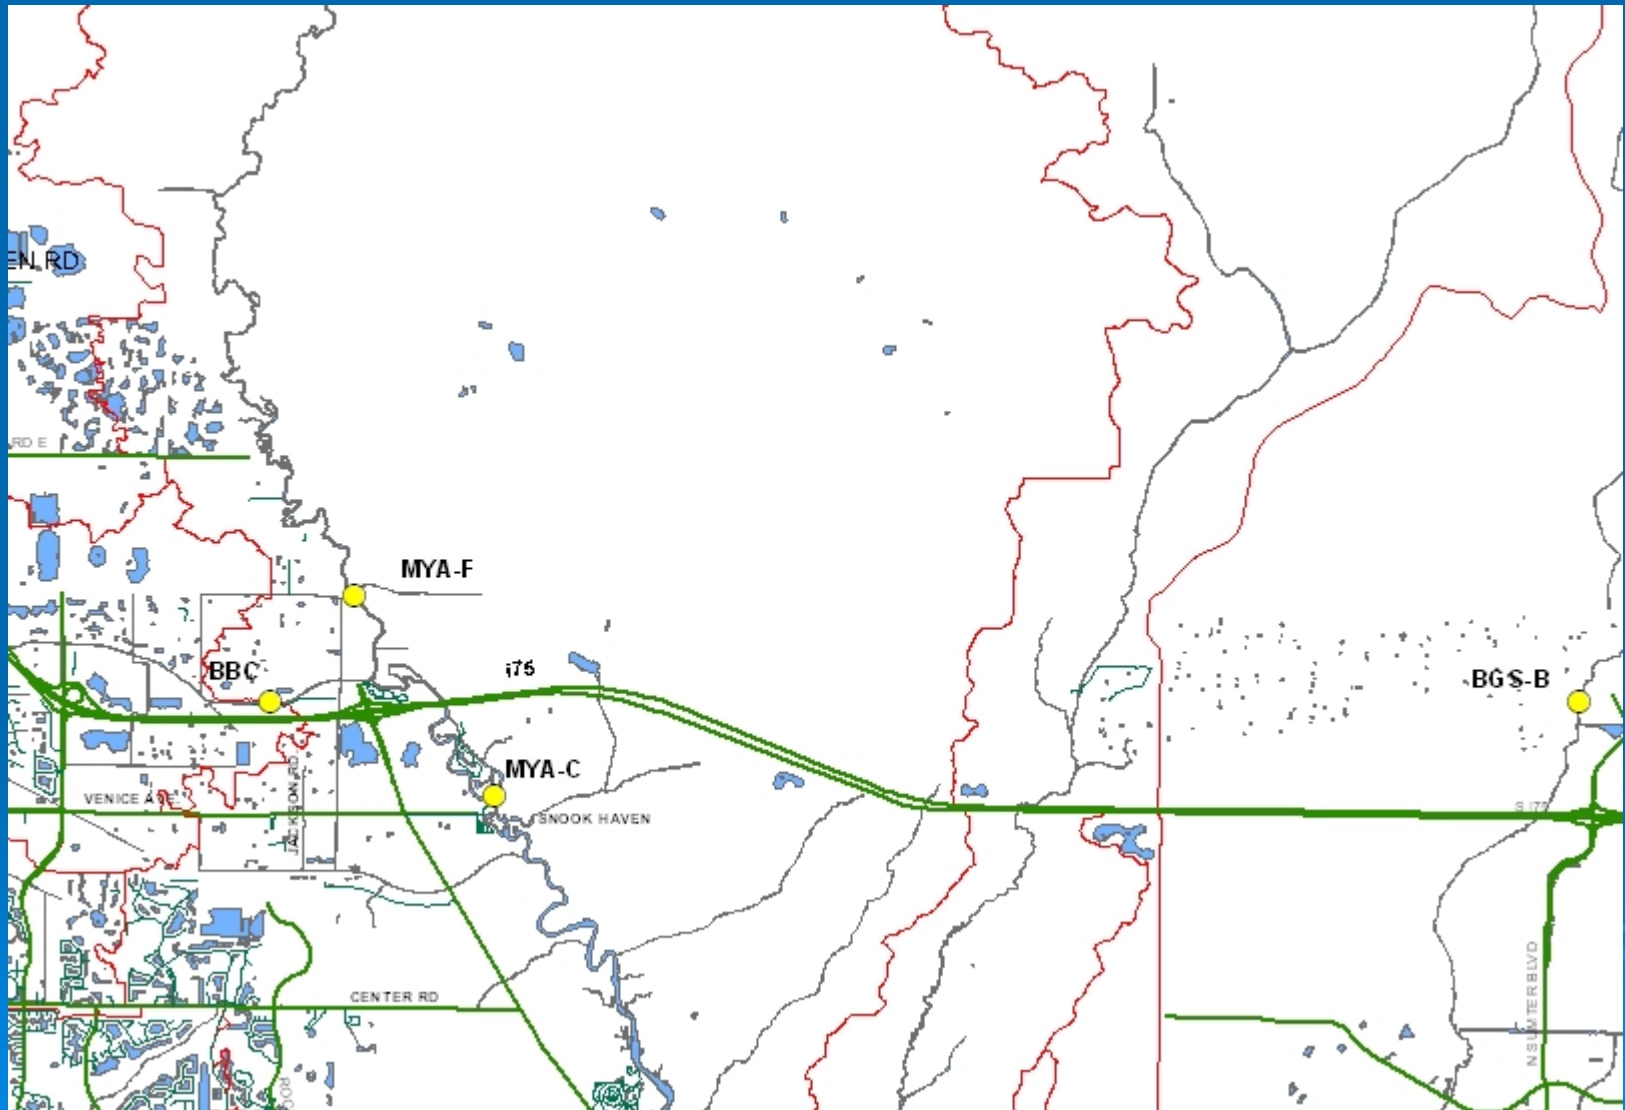 EN RD
RD E
MYA-F
i75
BBC
BGS-B
MYA-C
JACKSON RD
VENICE AVE
SNOOK HAVEN
S I75
CENTER RD
N SUMTER BLVD